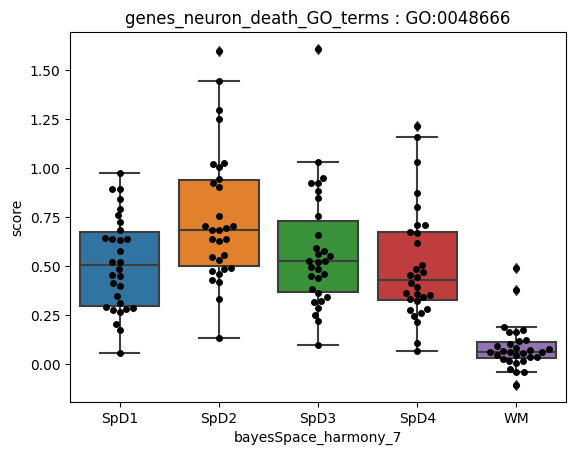 genes_neuron_death_GO_terms : GO:0048666
score
1.50
1.25
1.00
0.75
0.50
0.25
0.00
SpD1 SpD2 SpD3 SpD4 WM
bayesSpace_harmony_7